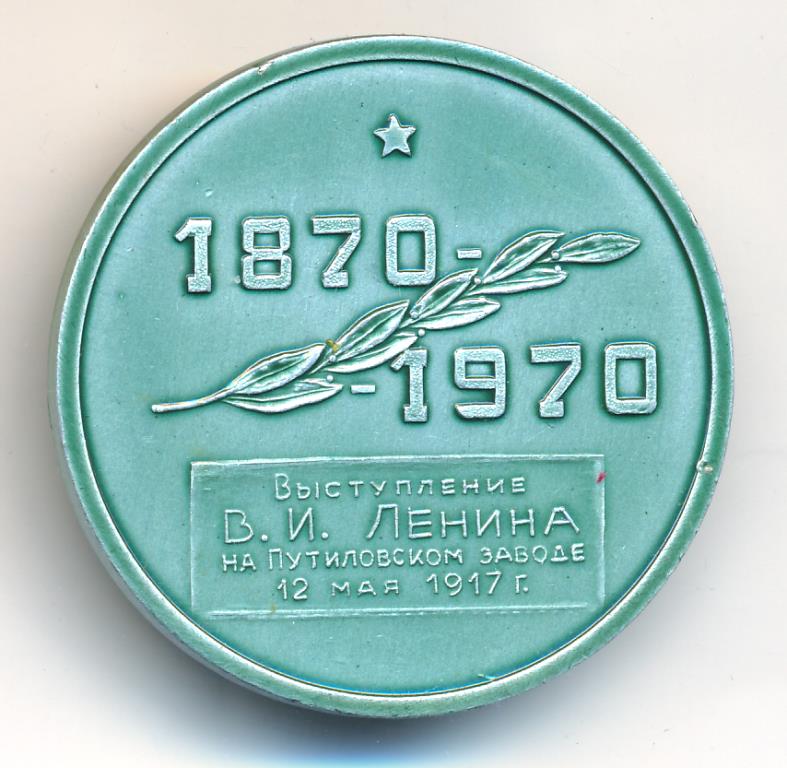 1870-
-1970
Выступление
В. И. Ленина
на Путиловском заводе
12 мая 1917 г.